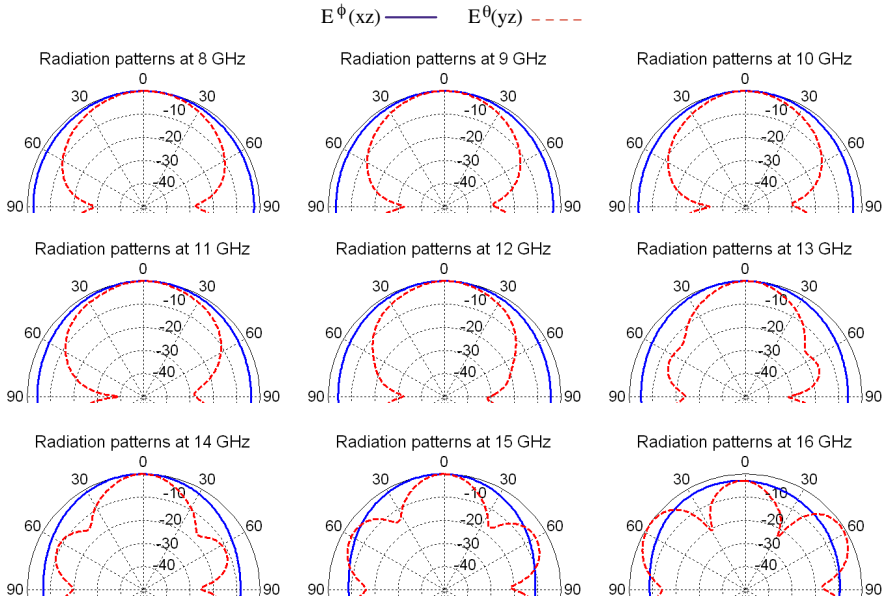 E^ϕ(xz) E^θ(yz)
Radiation patterns at 8 GHz Radiation patterns at 9 GHz Radiation patterns at 10 GHz
0 0 0
30 30 30 30 30 30
-10 -10 -10
60 60 60 60 60 60
-20 -20 -20
-30 -30 -30
-40 -40 -40
90 90 90 90 90 90
Radiation patterns at 11 GHz Radiation patterns at 12 GHz Radiation patterns at 13 GHz
0 0 0
30 30 30 30 30 30
-10 -10 -10
60 60 60 60 60 60
-20 -20 -20
-30 -30 -30
-40 -40 -40
90 90 90 90 90 90
Radiation patterns at 14 GHz Radiation patterns at 15 GHz Radiation patterns at 16 GHz
0 0 0
30 30 30 30 30 30
-10 -10 -10
60 60 60 60 60 60
-20 -20 -20
-30 -30 -30
-40 -40 -40
90 90 90 90 90 90